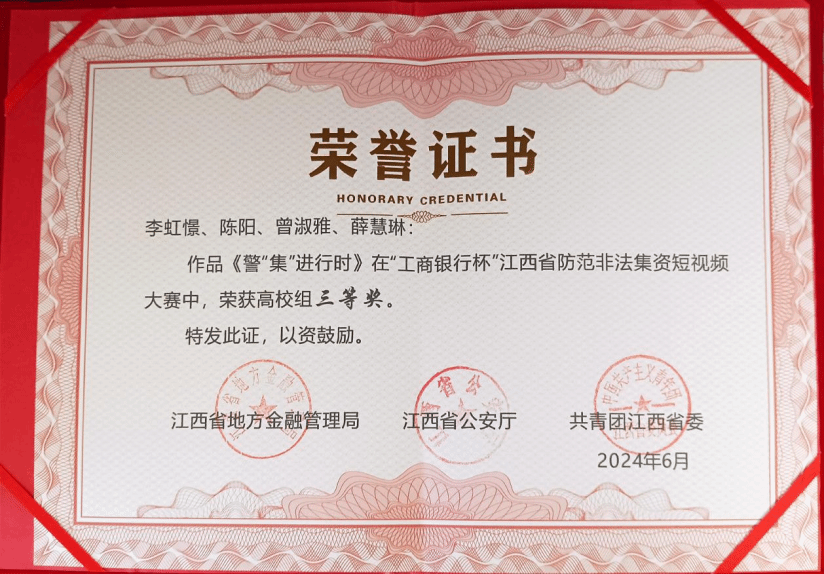 荣誉证书
HONORARY CREDENTIAL
李虹憬、陈阳、曾淑雅、薛慧琳：
作品《警“集”进行时》在“工商银行杯”江西省防范非法集资短视频
大赛中，荣获高校组三等奖。
特发此证，以资鼓励。
江西省地方金融管理局 江西省公安厅 共青团江西省委
2024年6月